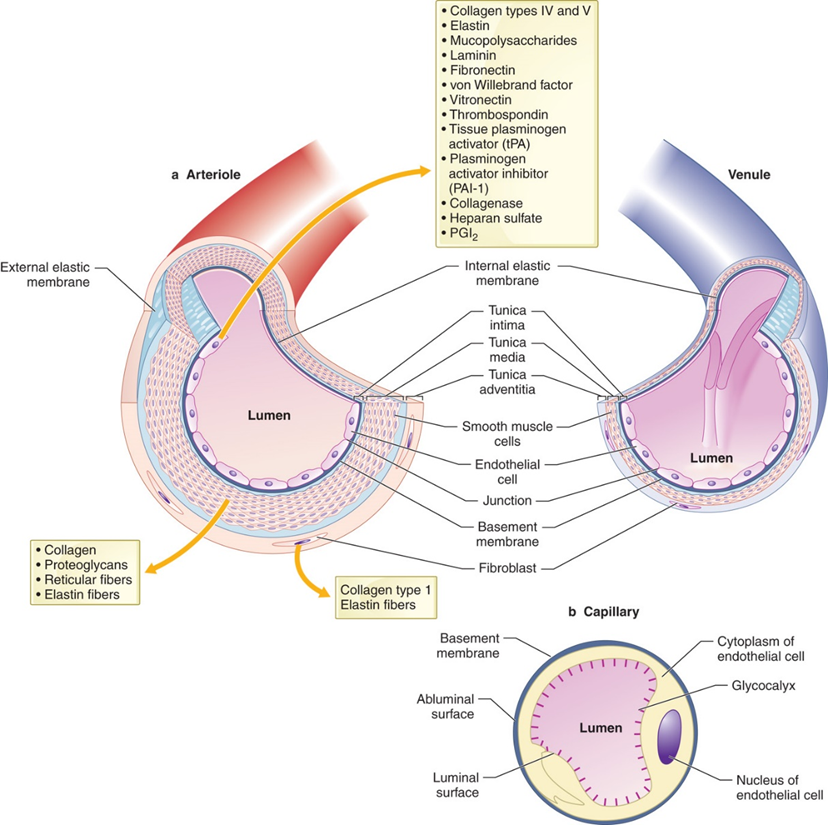 • Collagen types IV and V
• Elastin
• Mucopolysaccharides
• Laminin
• Fibronectin
• von Willebrand factor
• Vitronectin
• Thrombospondin
• Tissue plasminogen
activator (tPA)
• Plasminogen
activator inhibitor
(PAI-1)
• Collagenase
• Heparan sulfate
• PGI₂
a Arteriole
Venule
External elastic
membrane
Internal elastic
membrane
Tunica
intima
Tunica
media
Tunica
adventitia
Lumen
Smooth muscle
cells
Lumen
Endothelial
cell
Junction
Basement
membrane
Fibroblast
• Collagen
• Proteoglycans
• Reticular fibers
• Elastin fibers
Collagen type 1
Elastin fibers
b Capillary
Basement
membrane
Cytoplasm of
endothelial cell
Glycocalyx
Abluminal
surface
Lumen
Luminal
surface
Nucleus of
endothelial cell